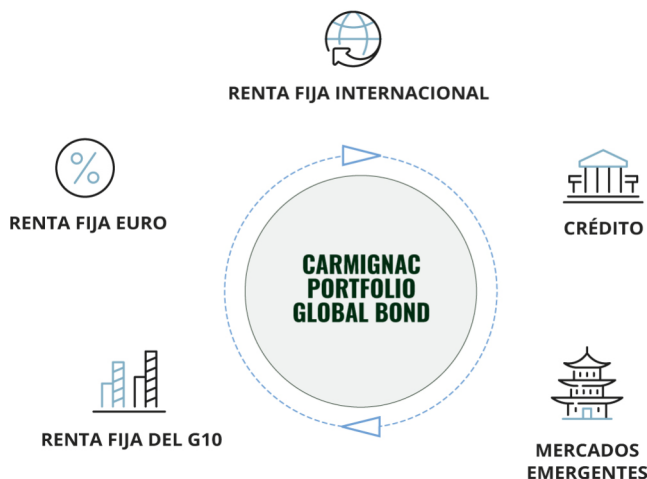 RENTA FIJA INTERNACIONAL
RENTA FIJA EURO
CRÉDITO
CARMIGNAC
PORTFOLIO
GLOBAL BOND
RENTA FIJA DEL G10
MERCADOS
EMERGENTES